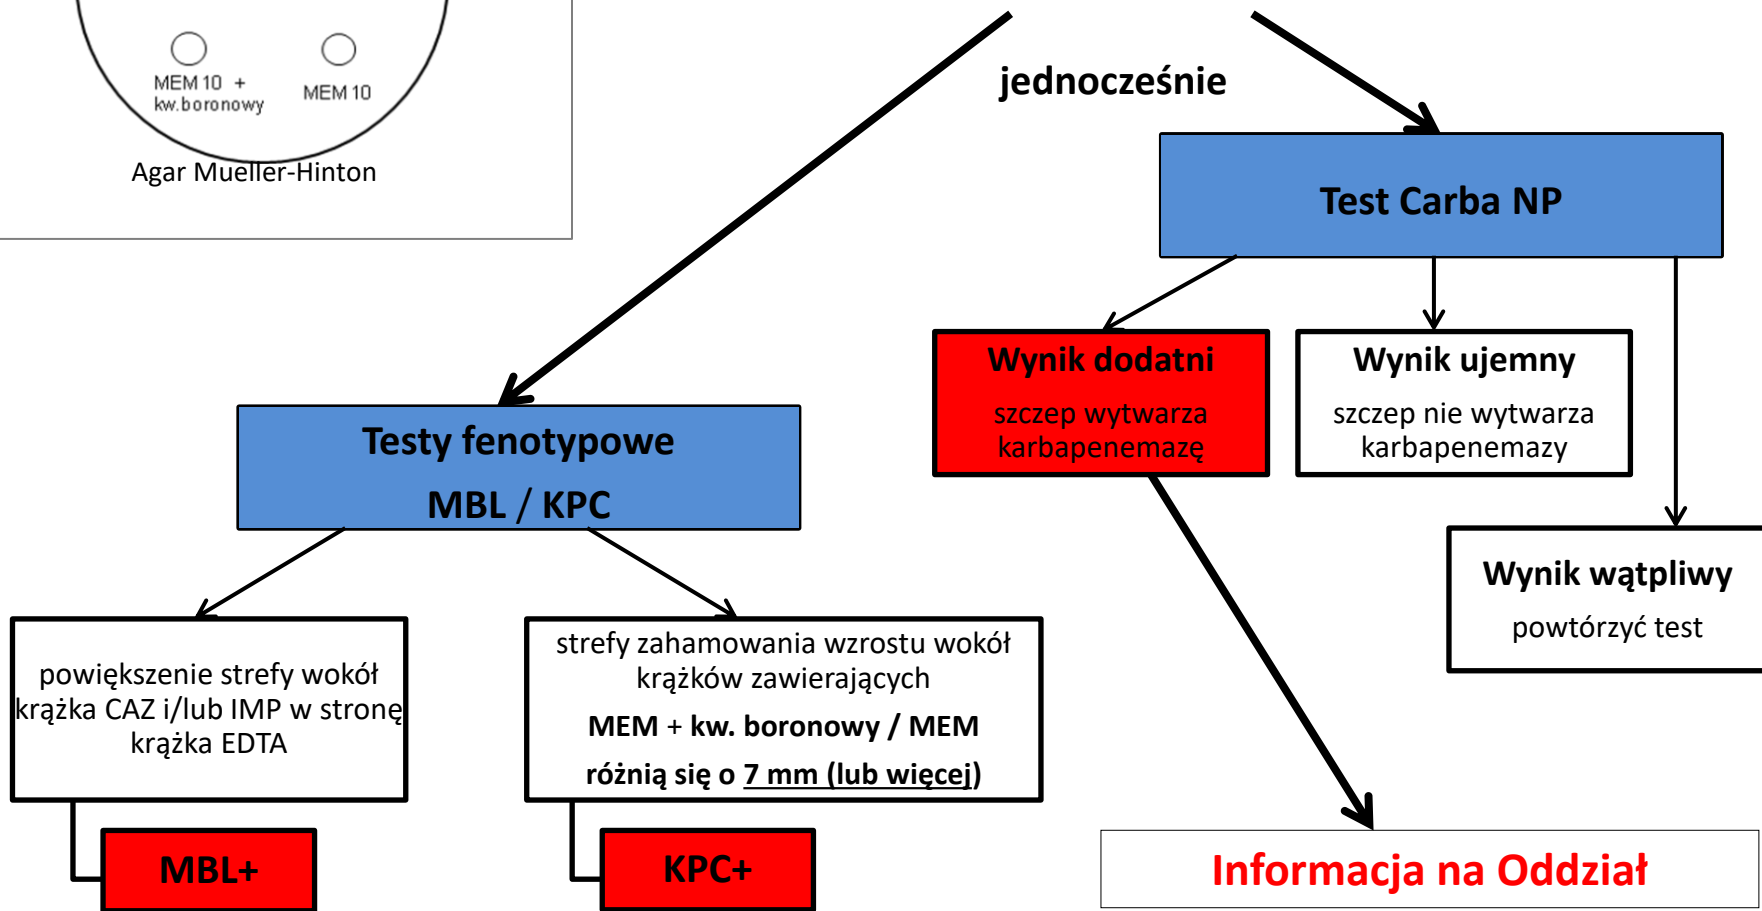 MEM 10 +
kw.boronowy
MEM 10
Agar Mueller-Hinton
jednocześnie
Test Carba NP
Wynik dodatni
szczep wytwarza
karbapenemazę
Wynik ujemny
szczep nie wytwarza
karbapenemazy
Wynik wątpliwy
powtórzyć test
Testy fenotypowe
MBL / KPC
powiększenie strefy wokół
krążka CAZ i/lub IMP w stronę
krążka EDTA
strefy zahamowania wzrostu wokół
krążków zawierających
MEM + kw. boronowy / MEM
różnią się o 7 mm (lub więcej)
MBL+
KPC+
Informacja na Oddział